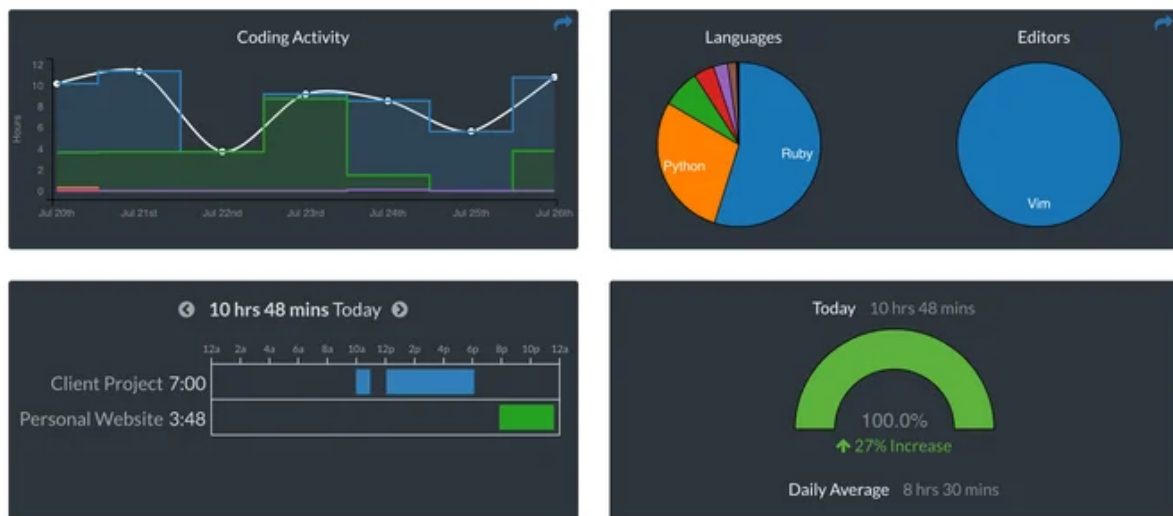 Coding Activity
Hours
12
10
8
6
4
2
0
Jul 20th Jul 21st Jul 22nd Jul 23rd Jul 24th Jul 25th Jul 26th
Languages
Python
Ruby
Editors
Vim
10 hrs 48 mins Today
12a 2a 4a 6a 8a 10a 12p 2p 4p 6p 8p 10p 12a
Client Project 7:00
Personal Website 3:48
Today 10 hrs 48 mins
100.0%
27% Increase
Daily Average 8 hrs 30 mins